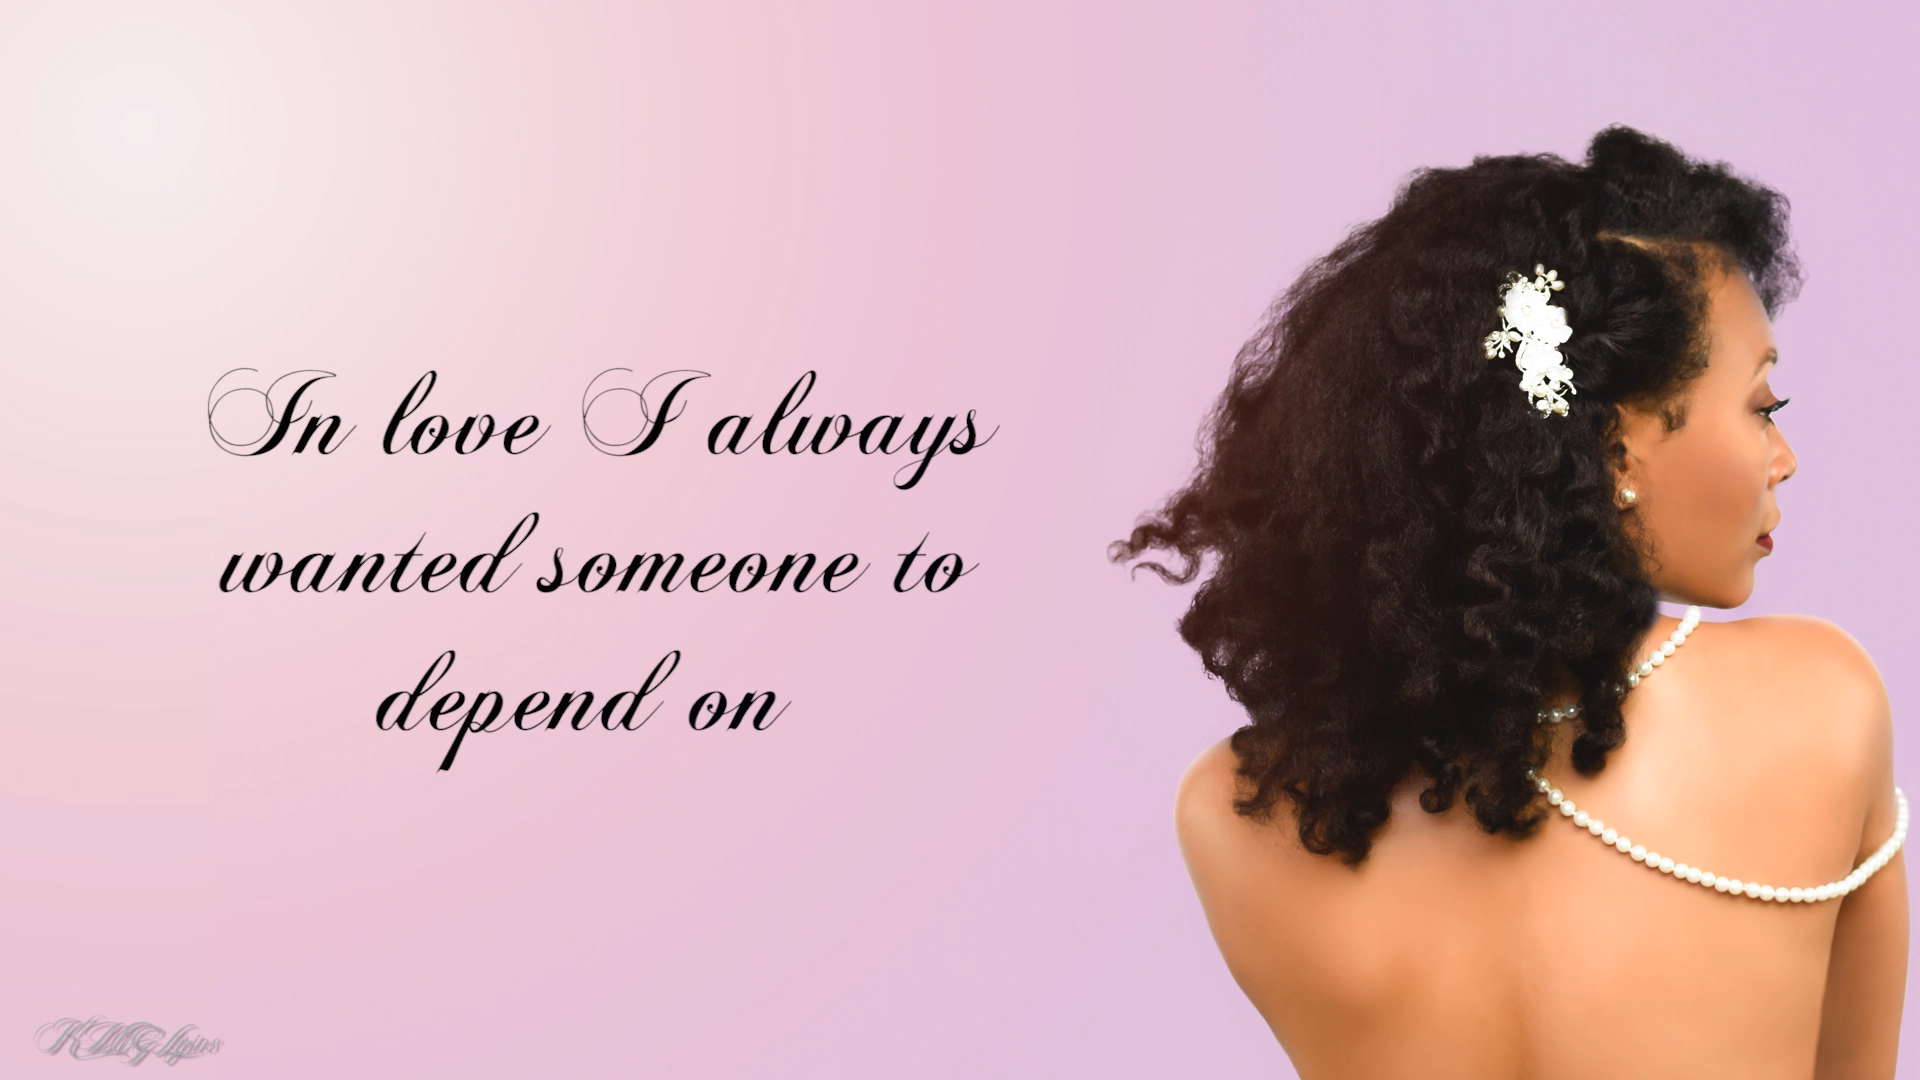 In love I always
wanted someone to
depend on